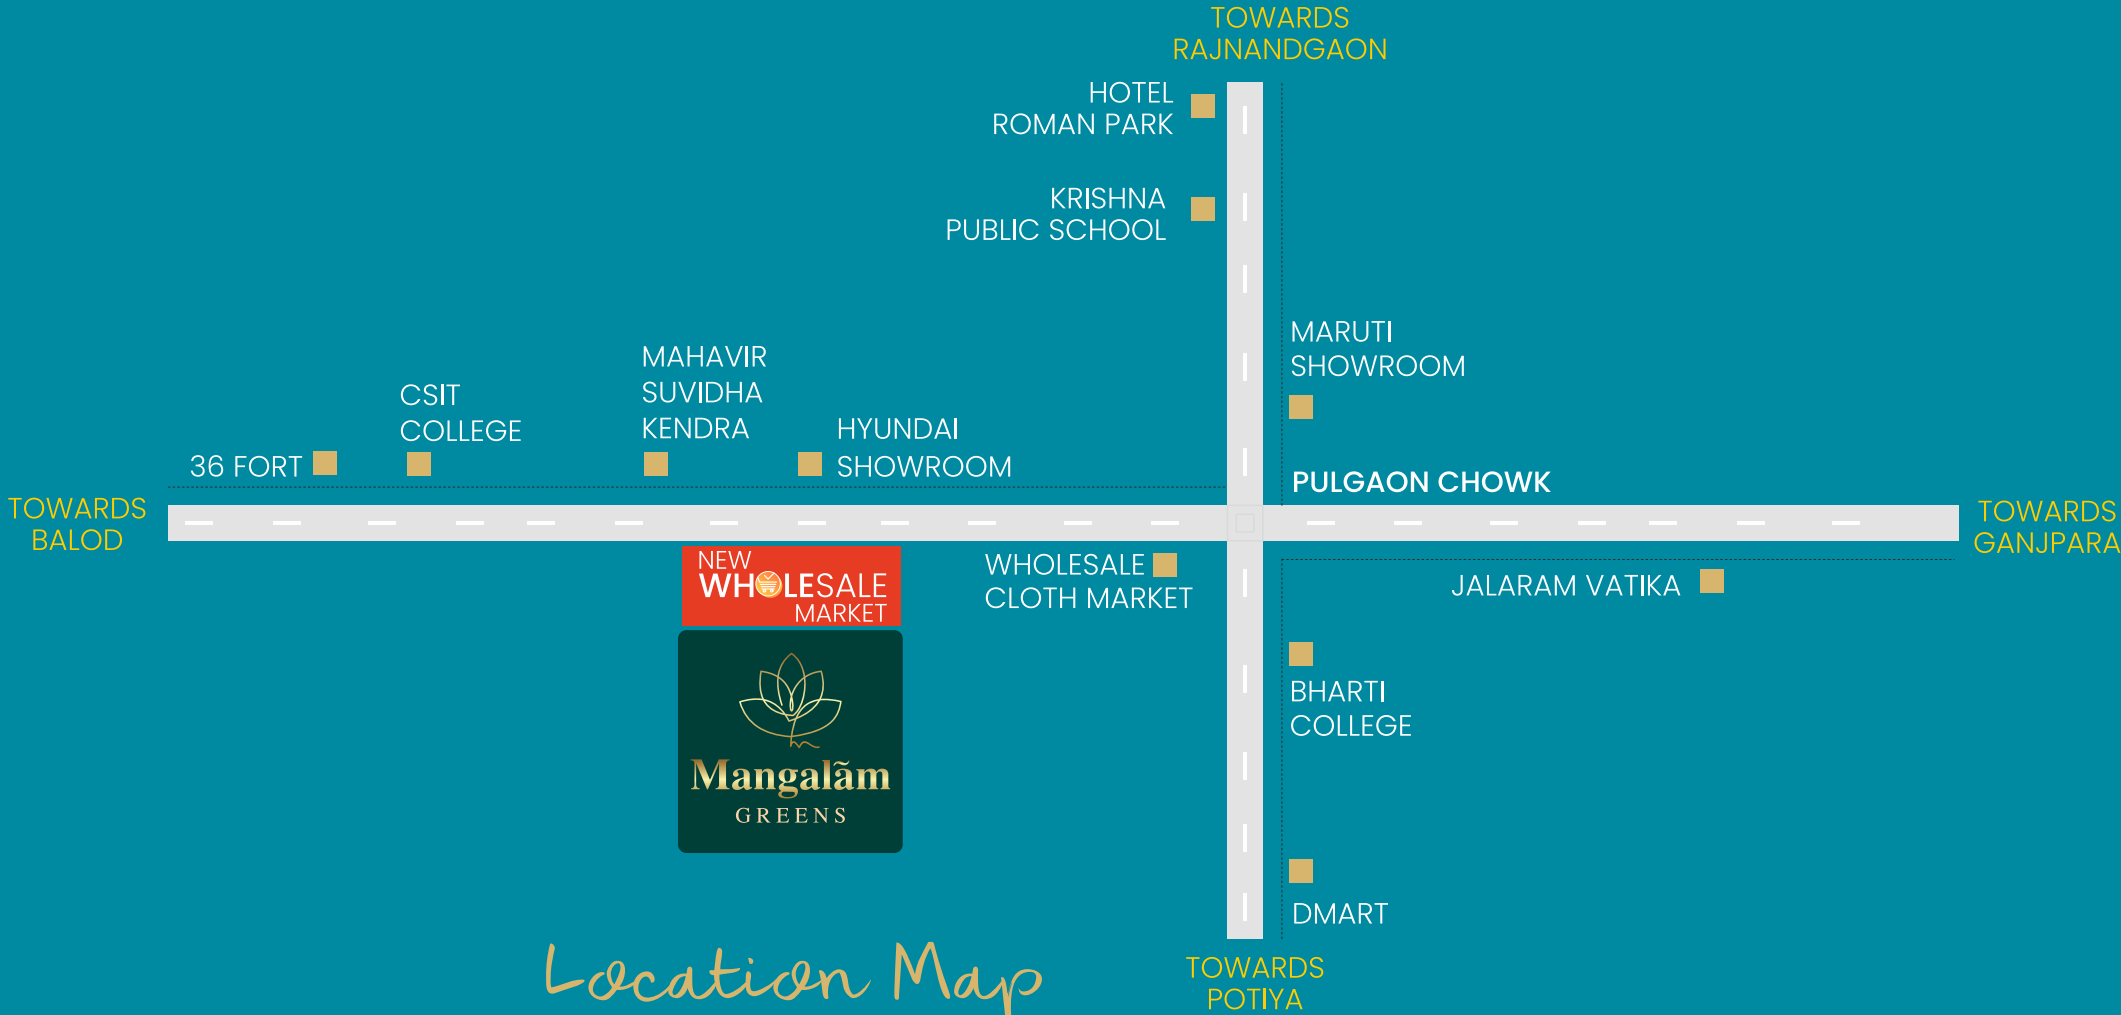 TOWARDS
RAJNANDGAON
HOTEL
ROMAN PARK
KRISHNA
PUBLIC SCHOOL
MARUTI
SHOWROOM
MAHAVIR
SUVIDHA
KENDRA
CSIT
COLLEGE
HYUNDAI
SHOWROOM
36 FORT
PULGAON CHOWK
TOWARDS
BALOD
TOWARDS
GANJPARA
NEW
WHOLESALE
MARKET
WHOLESALE
CLOTH MARKET
JALARAM VATIKA
BHARTI
COLLEGE
Mangalãm
GREENS
DMART
Location Map
TOWARDS
POTIYA